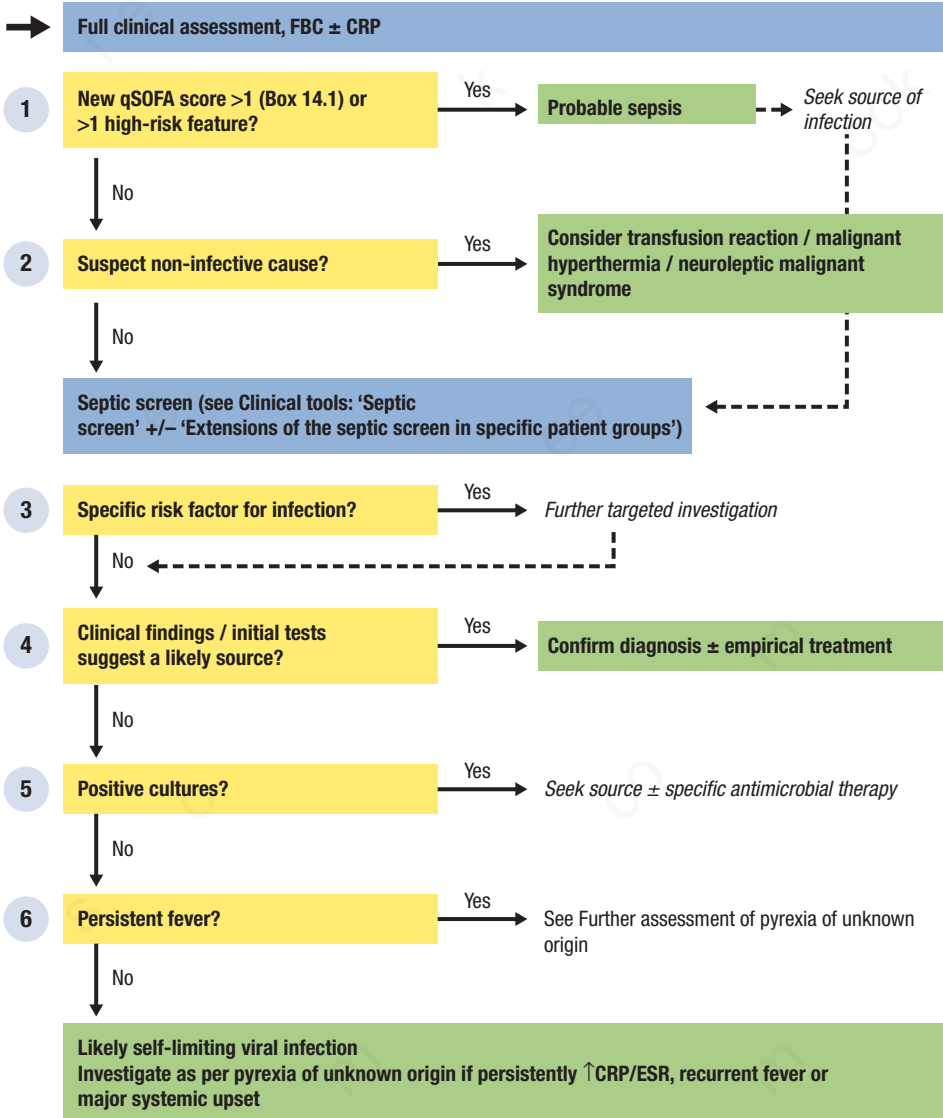 Full clinical assessment, FBC ± CRP
1
New qSOFA score >1 (Box 14.1) or
>1 high-risk feature?
Yes
Probable sepsis
Seek source of
infection
No
2
Suspect non-infective cause?
Yes
Consider transfusion reaction / malignant
hyperthermia / neuroleptic malignant
syndrome
No
Septic screen (see Clinical tools: ‘Septic
screen’ +/– ‘Extensions of the septic screen in specific patient groups’)
3
Specific risk factor for infection?
Yes
Further targeted investigation
No
4
Clinical findings / initial tests
suggest a likely source?
Yes
Confirm diagnosis ± empirical treatment
No
5
Positive cultures?
Yes
Seek source ± specific antimicrobial therapy
No
6
Persistent fever?
Yes
See Further assessment of pyrexia of unknown
origin
No
Likely self-limiting viral infection
Investigate as per pyrexia of unknown origin if persistently ↑CRP/ESR, recurrent fever or
major systemic upset